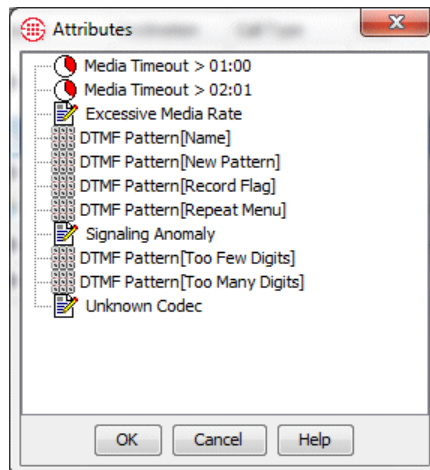 Attributes
Media Timeout > 01:00
Media Timeout > 02:01
Excessive Media Rate
DTMF Pattern[Name]
DTMF Pattern[New Pattern]
DTMF Pattern[Record Flag]
DTMF Pattern[Repeat Menu]
Signaling Anomaly
DTMF Pattern[Too Few Digits]
DTMF Pattern[Too Many Digits]
Unknown Codec
OK Cancel Help